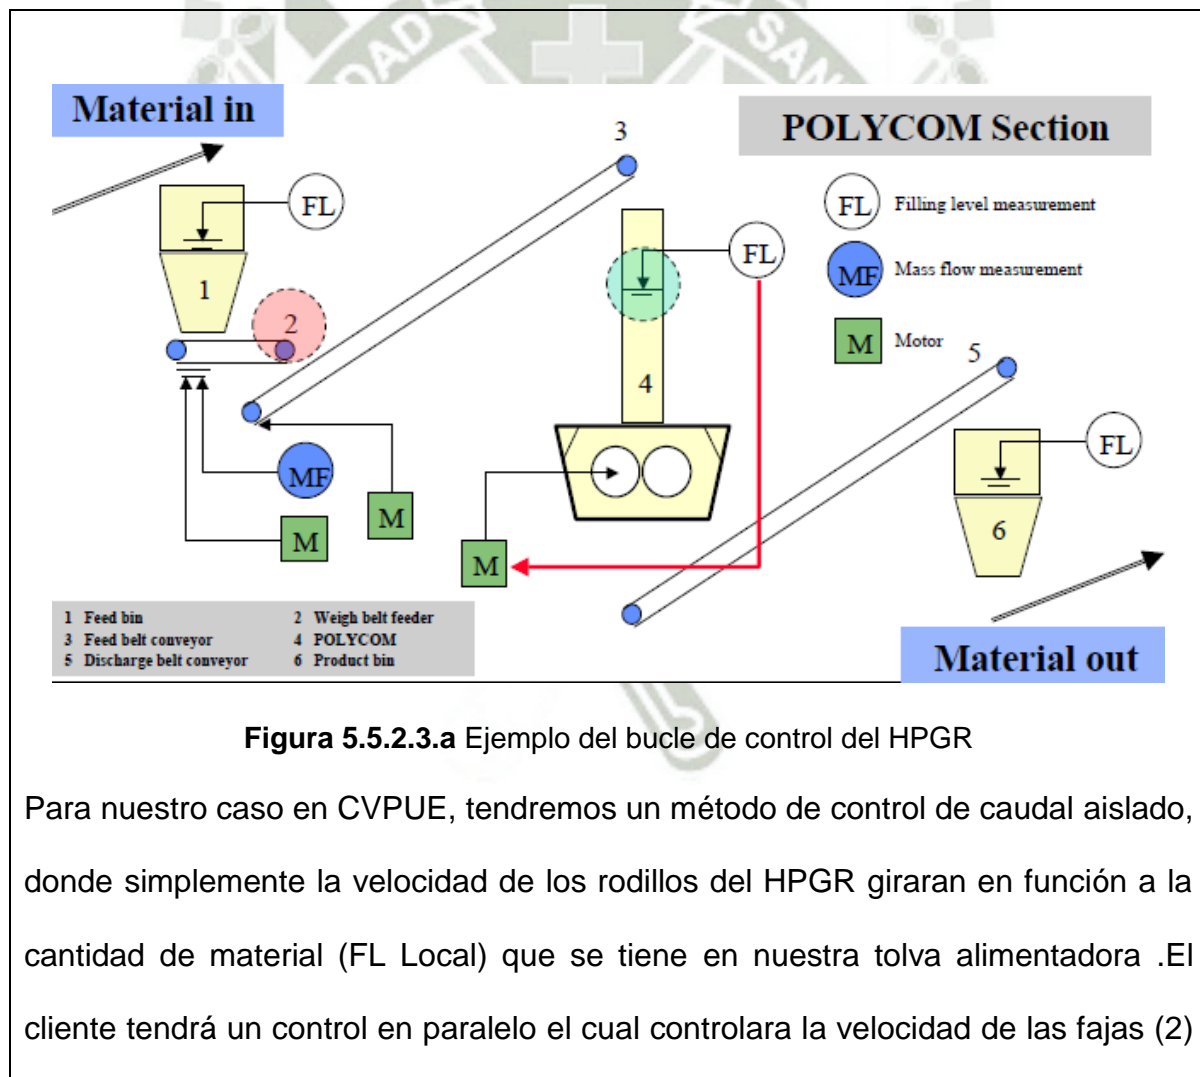 DAD
SAN
Material in
3
POLYCOM Section
FL
FL
FL Filling level measurement
MF Mass flow measurement
M Motor
1
2
4
5
FL
6
MF
M
M
M
1 Feed bin
2 Weigh belt feeder
3 Feed belt conveyor
4 POLYCOM
5 Discharge belt conveyor
6 Product bin
Material out
Figura 5.5.2.3.a Ejemplo del bucle de control del HPGR
Para nuestro caso en CVPUE, tendremos un método de control de caudal aislado,
donde simplemente la velocidad de los rodillos del HPGR giraran en función a la
cantidad de material (FL Local) que se tiene en nuestra tolva alimentadora .El
cliente tendrá un control en paralelo el cual controlara la velocidad de las fajas (2)